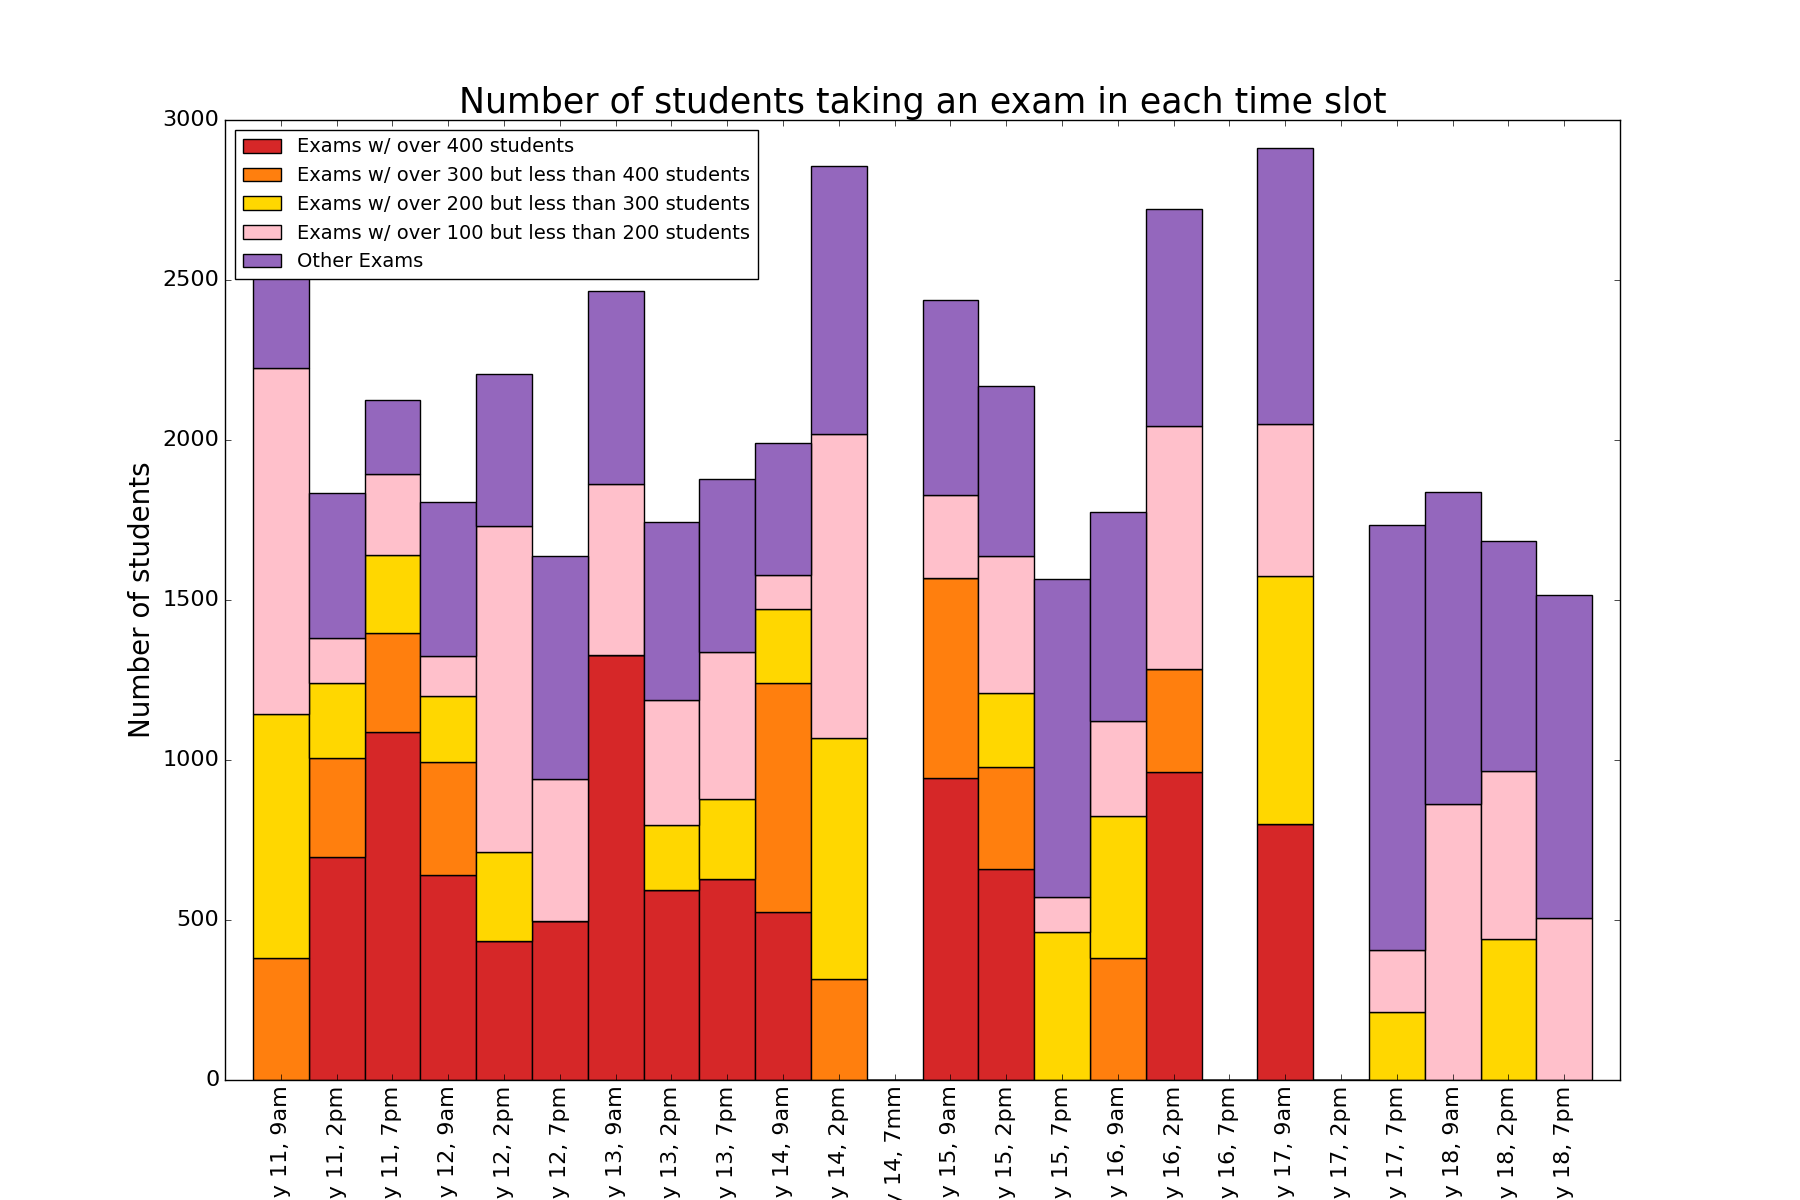 Number of students taking an exam in each time slot
Exams w/ over 400 students
Exams w/ over 300 but less than 400 students
Exams w/ over 200 but less than 300 students
Exams w/ over 100 but less than 200 students
Other Exams
Number of students
3000
2500
2000
1500
1000
500
0
y 11, 9am
y 11, 2pm
y 11, 7pm
y 12, 9am
y 12, 2pm
y 12, 7pm
y 13, 9am
y 13, 2pm
y 13, 7pm
y 14, 9am
y 14, 2pm
y 14, 7mm
y 15, 9am
y 15, 2pm
y 15, 7pm
y 16, 9am
y 16, 2pm
y 16, 7pm
y 17, 9am
y 17, 2pm
y 17, 7pm
y 18, 9am
y 18, 2pm
y 18, 7pm